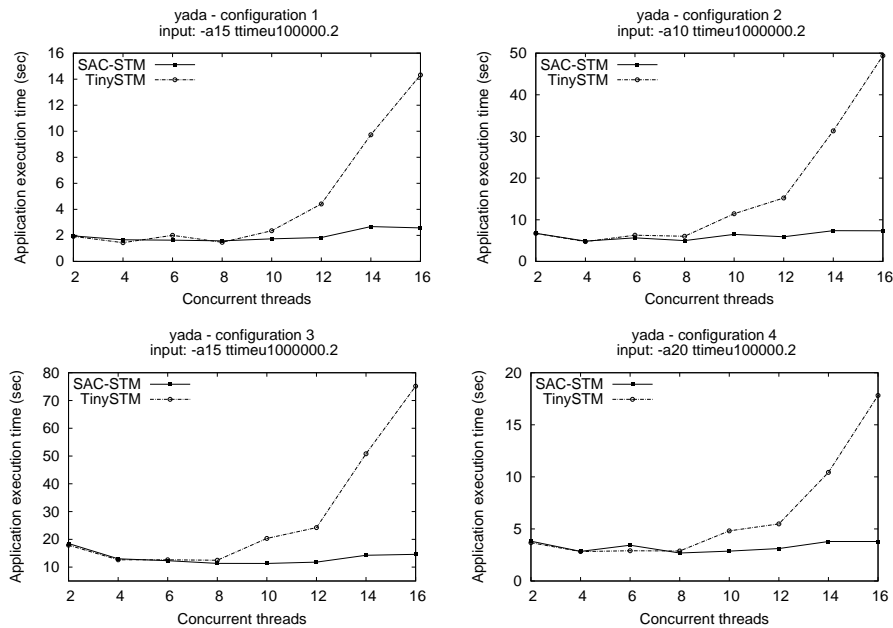 yada - configuration 1
input: -a15 ttimeu100000.2
Application execution time (sec)
16
14
12
10
8
6
4
2
0
SAC-STM
TinySTM
2 4 6 8 10 12 14 16
Concurrent threads
yada - configuration 2
input: -a10 ttimeu100000.2
Application execution time (sec)
50
40
30
20
10
0
SAC-STM
TinySTM
2 4 6 8 10 12 14 16
Concurrent threads
yada - configuration 3
input: -a15 ttimeu1000000.2
Application execution time (sec)
80
70
60
50
40
30
20
10
SAC-STM
TinySTM
2 4 6 8 10 12 14 16
Concurrent threads
yada - configuration 4
input: -a20 ttimeu100000.2
Application execution time (sec)
20
15
10
5
0
SAC-STM
TinySTM
2 4 6 8 10 12 14 16
Concurrent threads